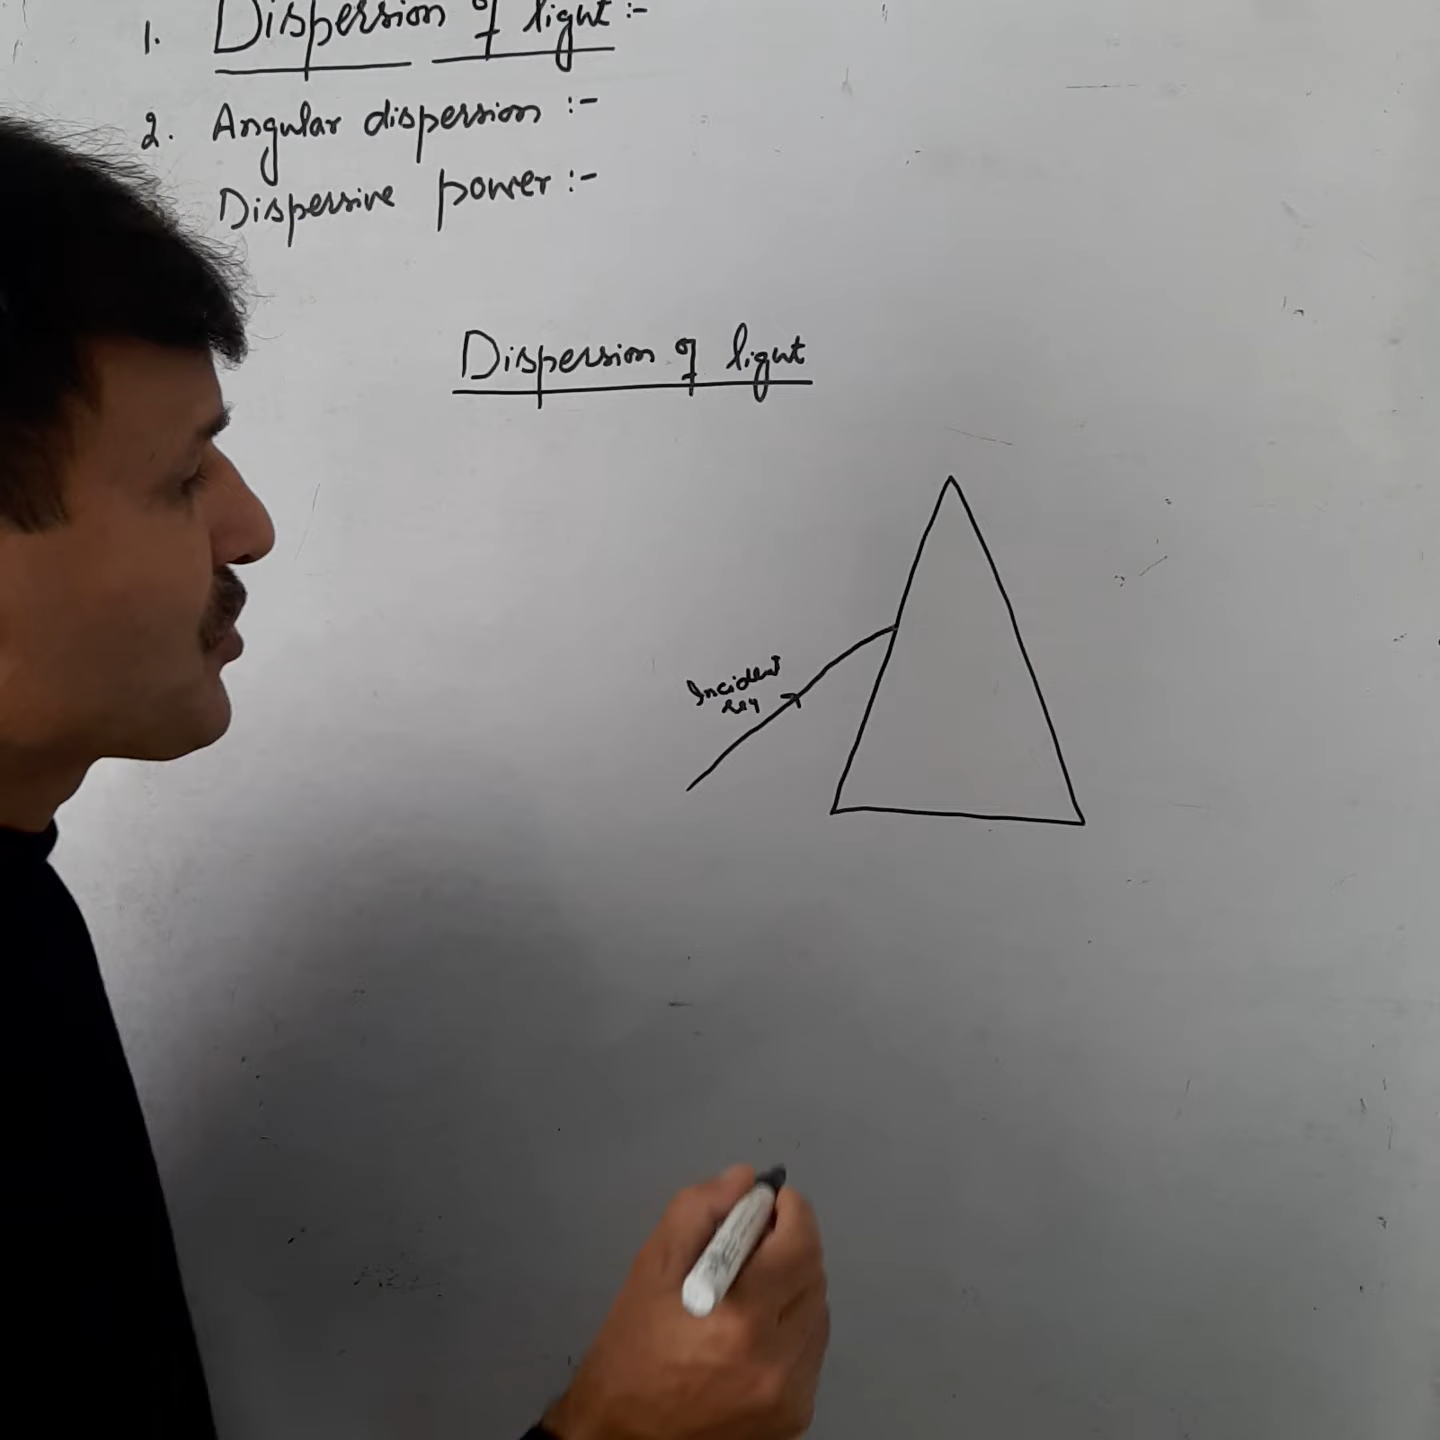 1. Dispersion of light :-
2. Angular dispersion :-
Dispersive power :-
Dispersion of light
Incident
ray